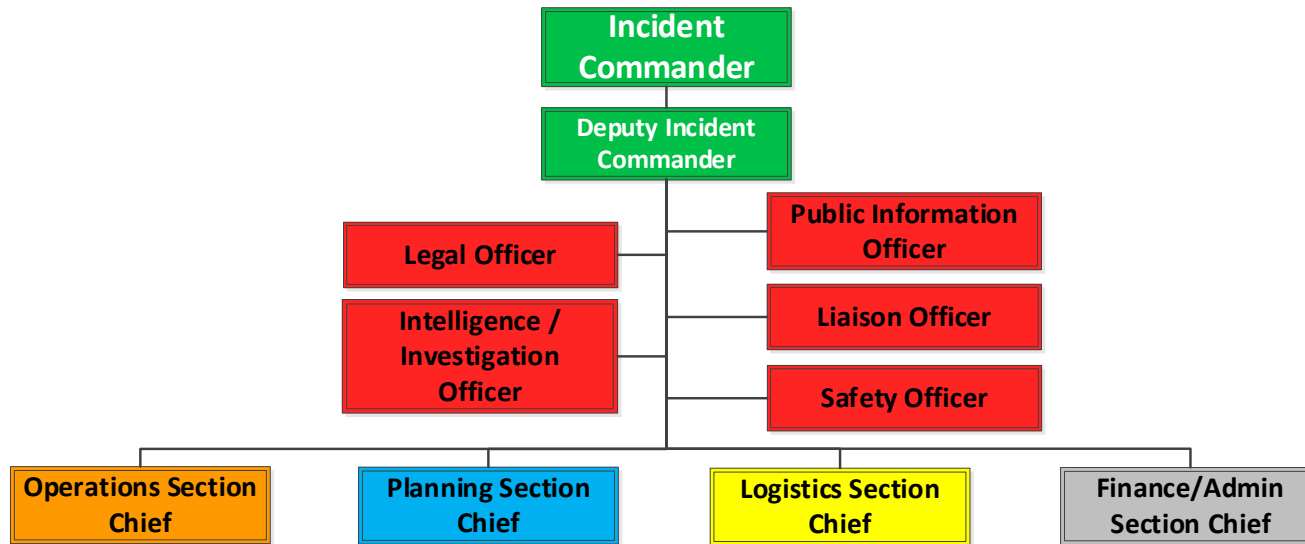 Incident
Commander
Deputy Incident
Commander
Public Information
Officer
Legal Officer
Liaison Officer
Intelligence /
Investigation
Officer
Safety Officer
Operations Section
Chief
Planning Section
Chief
Logistics Section
Chief
Finance/Admin
Section Chief